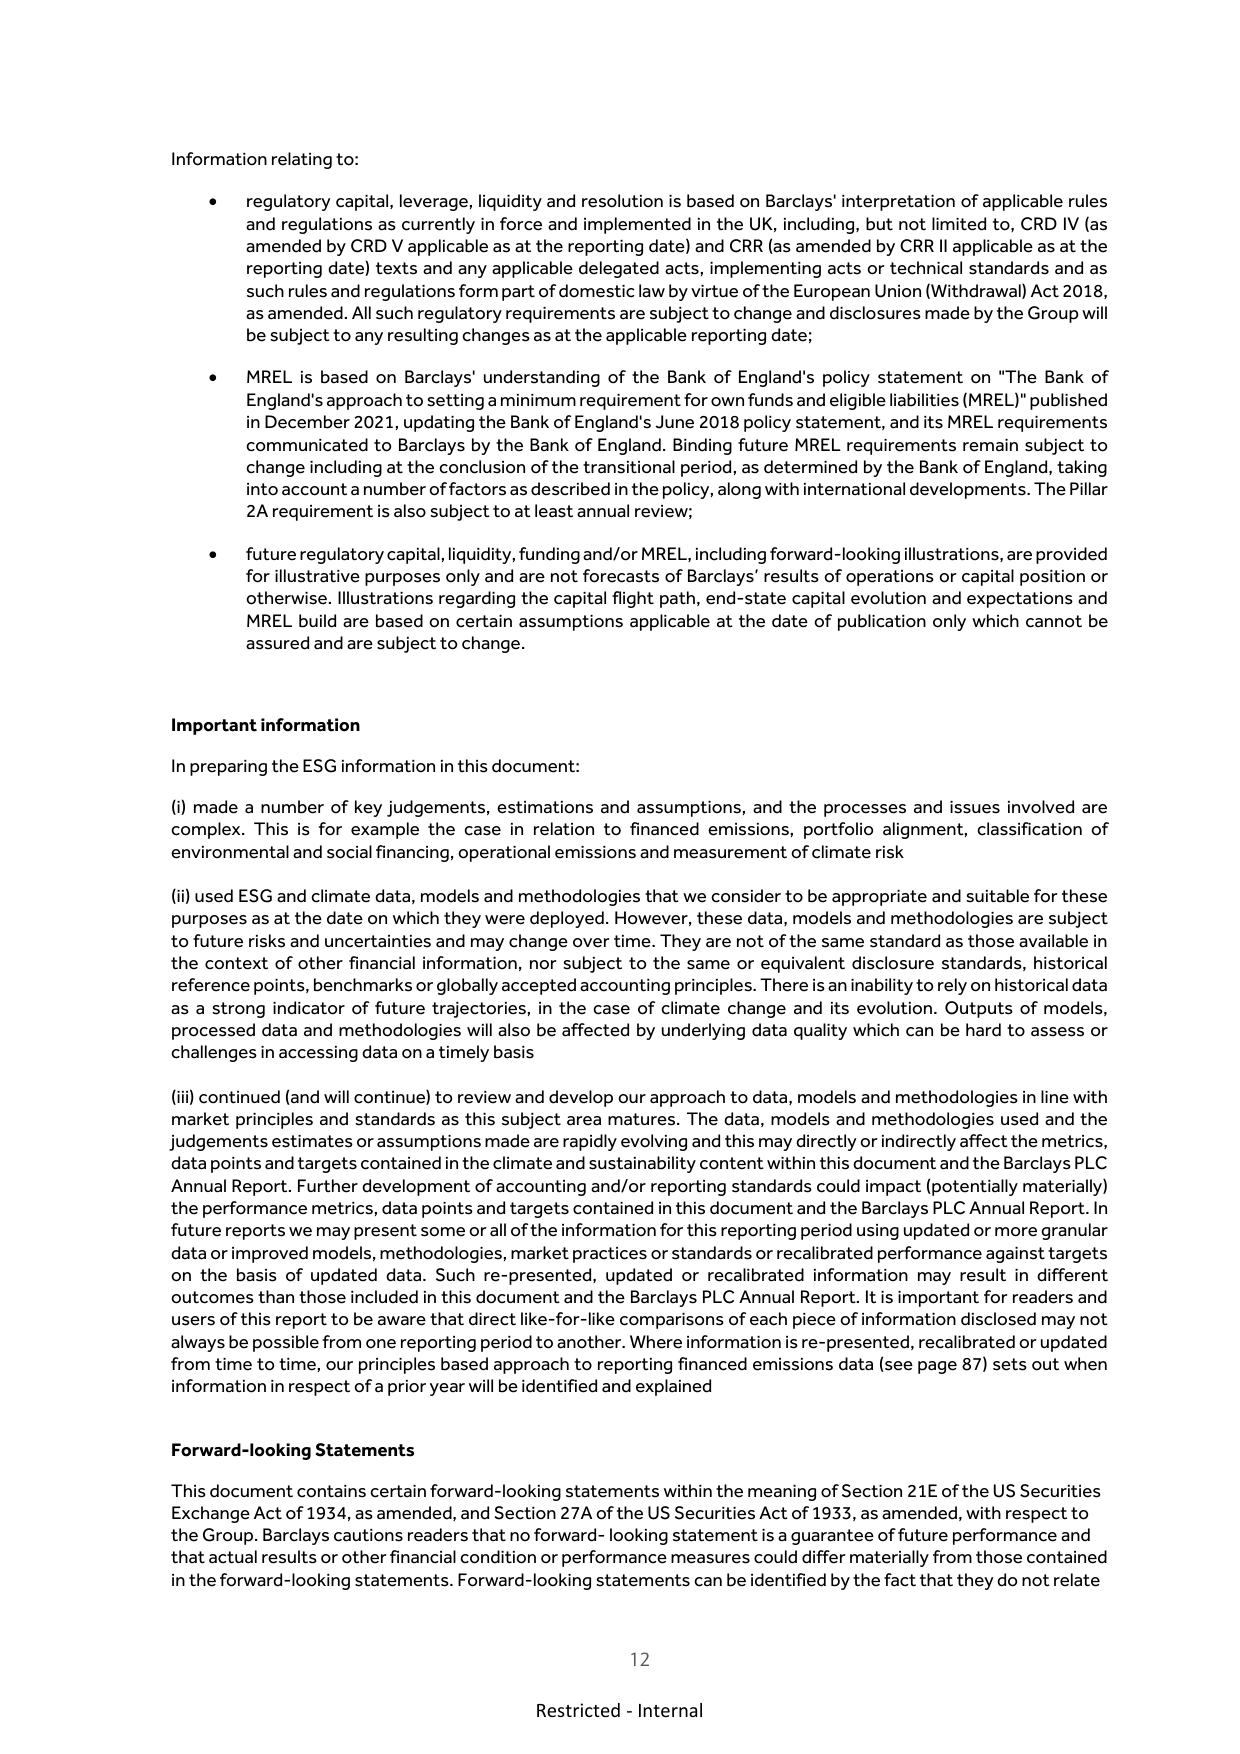 Information relating to:
• regulatory capital, leverage, liquidity and resolution is based on Barclays' interpretation of applicable rules
and regulations as currently in force and implemented in the UK, including, but not limited to, CRD IV (as
amended by CRD V applicable as at the reporting date) and CRR (as amended by CRR II applicable as at the
reporting date) texts and any applicable delegated acts, implementing acts or technical standards and as
such rules and regulations form part of domestic law by virtue of the European Union (Withdrawal) Act 2018,
as amended. All such regulatory requirements are subject to change and disclosures made by the Group will
be subject to any resulting changes as at the applicable reporting date;
• MREL is based on Barclays' understanding of the Bank of England's policy statement on "The Bank of
England's approach to setting a minimum requirement for own funds and eligible liabilities (MREL)" published
in December 2021, updating the Bank of England's June 2018 policy statement, and its MREL requirements
communicated to Barclays by the Bank of England. Binding future MREL requirements remain subject to
change including at the conclusion of the transitional period, as determined by the Bank of England, taking
into account a number of factors as described in the policy, along with international developments. The Pillar
2A requirement is also subject to at least annual review;
• future regulatory capital, liquidity, funding and/or MREL, including forward-looking illustrations, are provided
for illustrative purposes only and are not forecasts of Barclays’ results of operations or capital position or
otherwise. Illustrations regarding the capital flight path, end-state capital evolution and expectations and
MREL build are based on certain assumptions applicable at the date of publication only which cannot be
assured and are subject to change.
Important information
In preparing the ESG information in this document:
(i) made a number of key judgements, estimations and assumptions, and the processes and issues involved are
complex. This is for example the case in relation to financed emissions, portfolio alignment, classification of
environmental and social financing, operational emissions and measurement of climate risk
(ii) used ESG and climate data, models and methodologies that we consider to be appropriate and suitable for these
purposes as at the date on which they were deployed. However, these data, models and methodologies are subject
to future risks and uncertainties and may change over time. They are not of the same standard as those available in
the context of other financial information, nor subject to the same or equivalent disclosure standards, historical
reference points, benchmarks or globally accepted accounting principles. There is an inability to rely on historical data
as a strong indicator of future trajectories, in the case of climate change and its evolution. Outputs of models,
processed data and methodologies will also be affected by underlying data quality which can be hard to assess or
challenges in accessing data on a timely basis
(iii) continued (and will continue) to review and develop our approach to data, models and methodologies in line with
market principles and standards as this subject area matures. The data, models and methodologies used and the
judgements estimates or assumptions made are rapidly evolving and this may directly or indirectly affect the metrics,
data points and targets contained in the climate and sustainability content within this document and the Barclays PLC
Annual Report. Further development of accounting and/or reporting standards could impact (potentially materially)
the performance metrics, data points and targets contained in this document and the Barclays PLC Annual Report. In
future reports we may present some or all of the information for this reporting period using updated or more granular
data or improved models, methodologies, market practices or standards or recalibrated performance against targets
on the basis of updated data. Such re-presented, updated or recalibrated information may result in different
outcomes than those included in this document and the Barclays PLC Annual Report. It is important for readers and
users of this report to be aware that direct like-for-like comparisons of each piece of information disclosed may not
always be possible from one reporting period to another. Where information is re-presented, recalibrated or updated
from time to time, our principles based approach to reporting financed emissions data (see page 87) sets out when
information in respect of a prior year will be identified and explained
Forward-looking Statements
This document contains certain forward-looking statements within the meaning of Section 21E of the US Securities
Exchange Act of 1934, as amended, and Section 27A of the US Securities Act of 1933, as amended, with respect to
the Group. Barclays cautions readers that no forward- looking statement is a guarantee of future performance and
that actual results or other financial condition or performance measures could differ materially from those contained
in the forward-looking statements. Forward-looking statements can be identified by the fact that they do not relate
12
Restricted - Internal